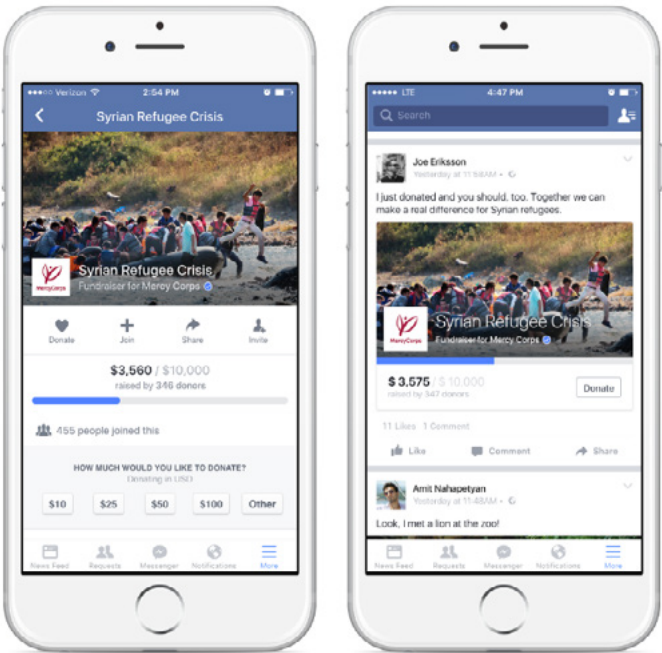 Verizon 2:54 PM
Syrian Refugee Crisis
MercyCorps
Syrian Refugee Crisis
Fundraiser for Mercy Corps
Donate Join Share Invite
$3,560 / $10,000
raised by 346 donors
455 people joined this
HOW MUCH WOULD YOU LIKE TO DONATE?
Donating in USD
$10 $25 $50 $100 Other
News Feed Requests Messenger Notifications More
LTE 4:47 PM
Search
Joe Eriksson
Yesterday at 11:58AM •
I just donated and you should, too. Together we can
make a real difference for Syrian refugees.
MercyCorps
Syrian Refugee Crisis
Fundraiser for Mercy Corps
$ 3,575 / $ 10,000
raised by 347 donors
Donate
11 Likes 1 Comment
Like Comment Share
Amit Nahapetyan
Yesterday at 11:48AM •
Look, I met a lion at the zoo!
News Feed Requests Messenger Notifications More